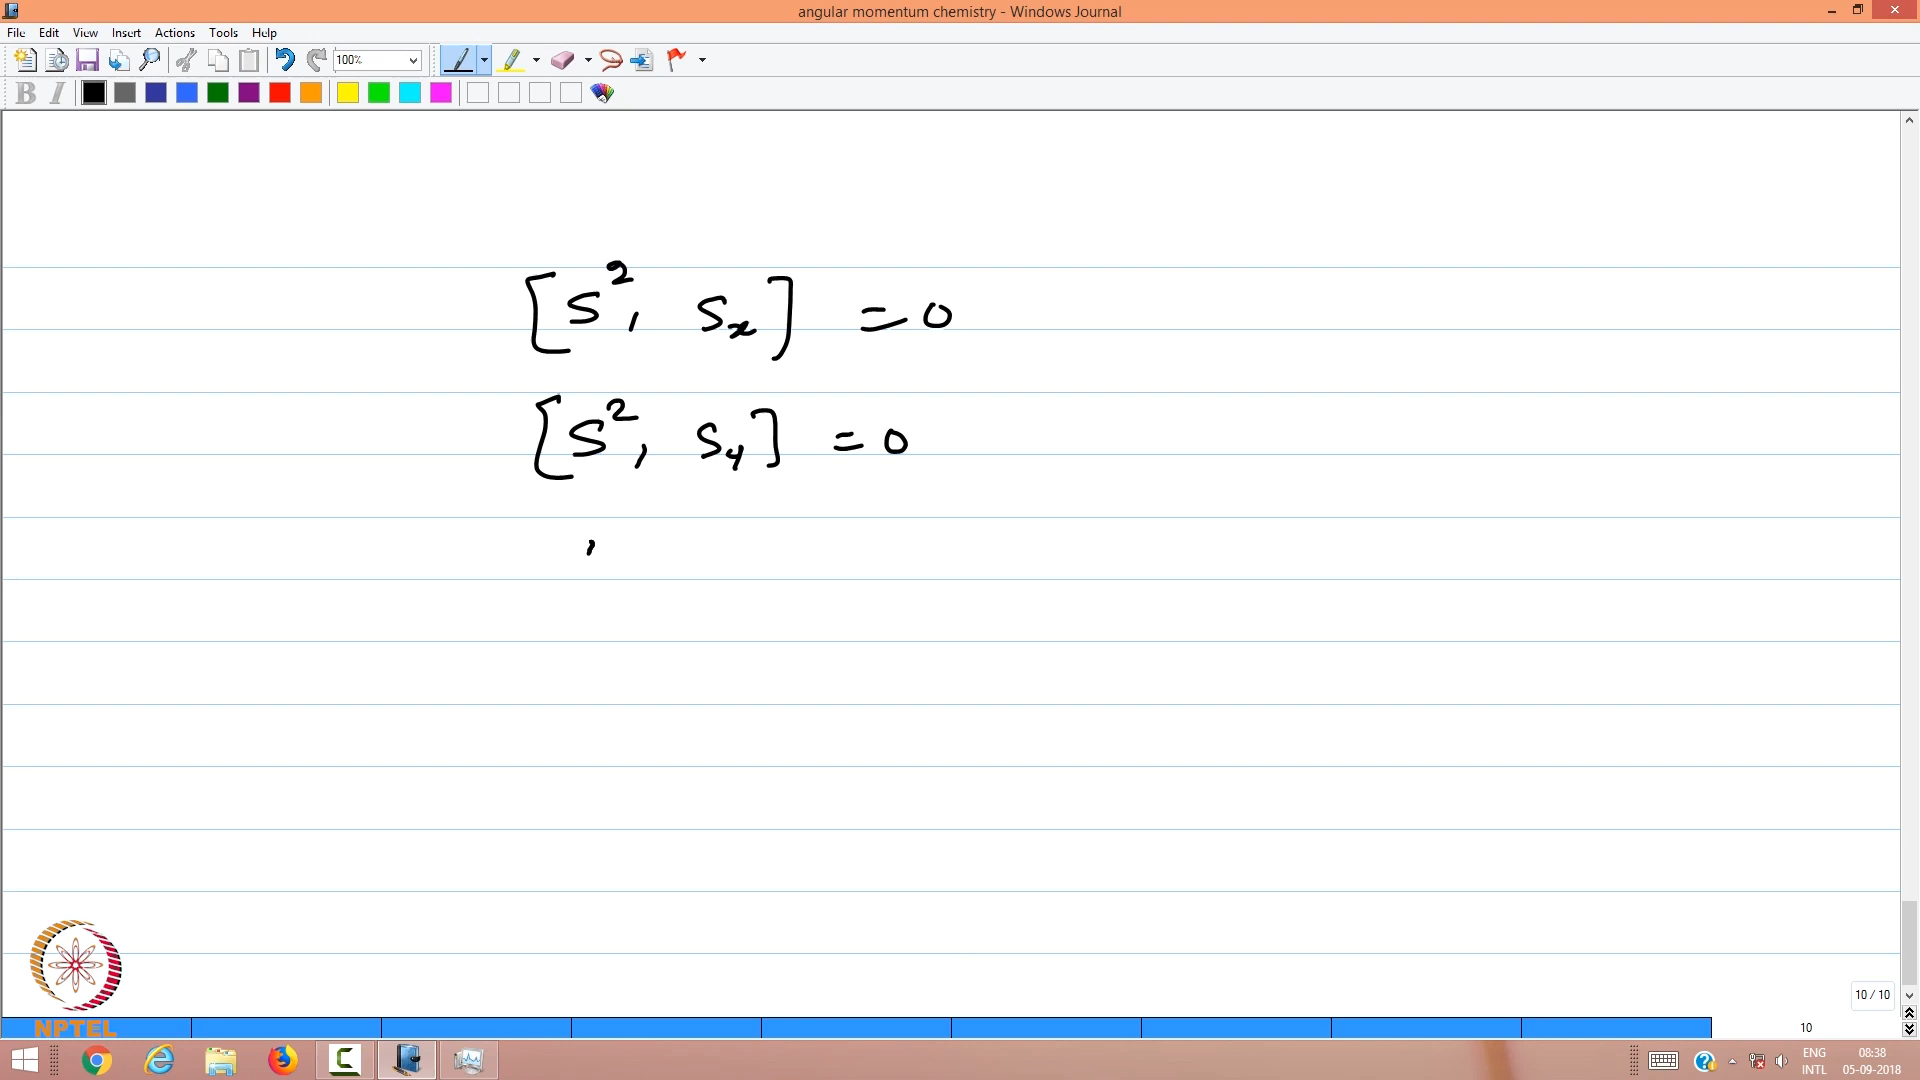 angular momentum chemistry - Windows Journal
File Edit View Insert Actions Tools Help
100%
B I
[S², Sx] = 0
[S², Sy] = 0
,
10 / 10
NPTEL
10
ENG 08:38
INTL 05-09-2018